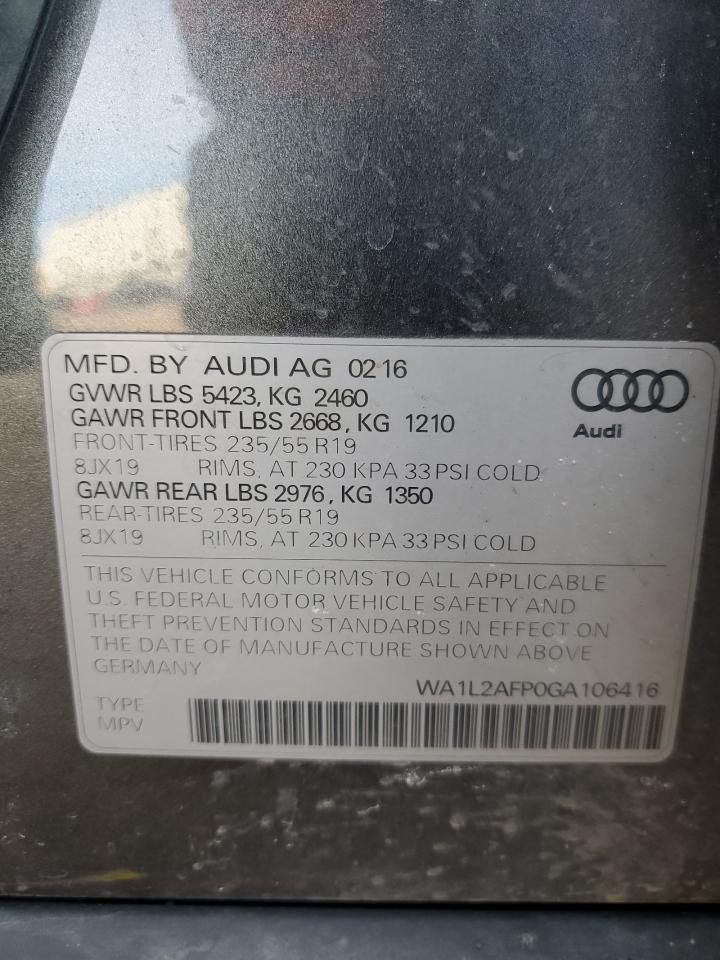 MFD. BY AUDI AG 02 16
GVWR LBS 5423, KG 2460
GAWR FRONT LBS 2668, KG 1210
FRONT-TIRES 235/55 R19
8JX19 RIMS, AT 230 KPA 33 PSI COLD
GAWR REAR LBS 2976, KG 1350
REAR-TIRES 235/55 R19
8JX19 RIMS, AT 230 KPA 33 PSI COLD
Audi
THIS VEHICLE CONFORMS TO ALL APPLICABLE
U.S. FEDERAL MOTOR VEHICLE SAFETY AND
THEFT PREVENTION STANDARDS IN EFFECT ON
THE DATE OF MANUFACTURE SHOWN ABOVE
GERMANY
WA1L2AFP0GA106416
TYPE
MPV